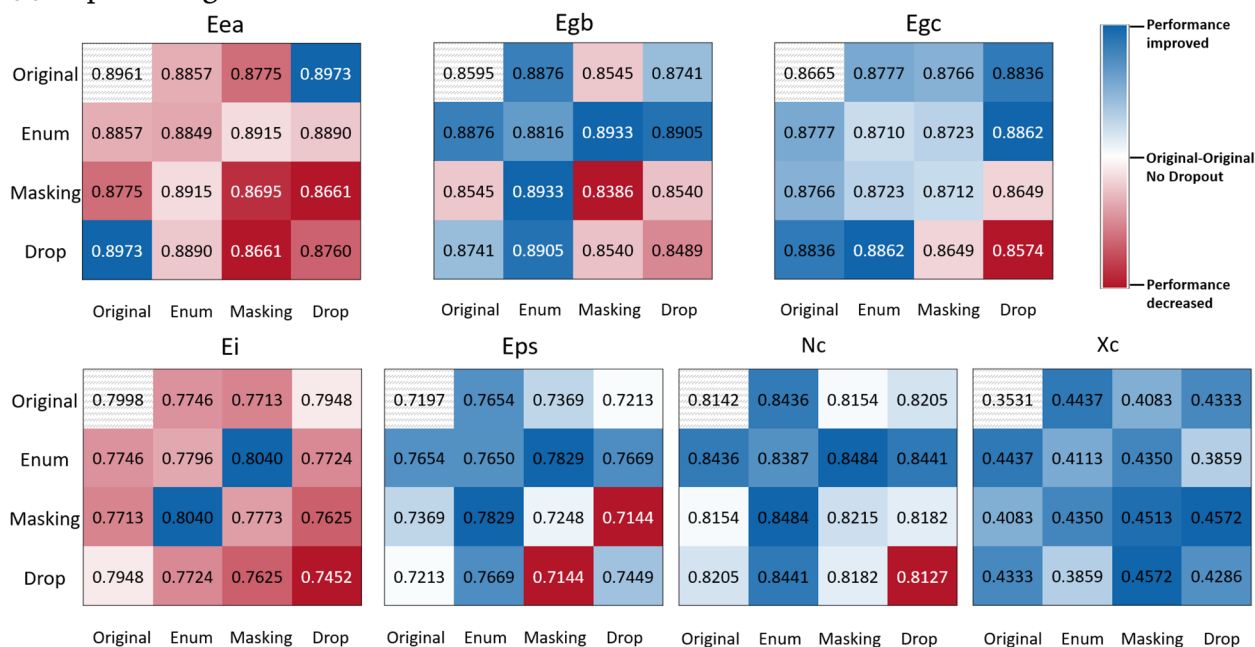 Eea
Egb
Egc
Original 0.8961 0.8857 0.8775 0.8973
0.8595 0.8876 0.8545 0.8741
0.8665 0.8777 0.8766 0.8836
Enum 0.8857 0.8849 0.8915 0.8890
0.8876 0.8816 0.8933 0.8905
0.8777 0.8710 0.8723 0.8862
Masking 0.8775 0.8915 0.8695 0.8661
0.8545 0.8933 0.8386 0.8540
0.8766 0.8723 0.8712 0.8649
Drop 0.8973 0.8890 0.8661 0.8760
0.8741 0.8905 0.8540 0.8489
0.8836 0.8862 0.8649 0.8574
Original Enum Masking Drop
Original Enum Masking Drop
Original Enum Masking Drop
Performance
improved
Original-Original
No Dropout
Performance
decreased
Ei
Eps
Nc
Xc
Original 0.7998 0.7746 0.7713 0.7948
0.7197 0.7654 0.7369 0.7213
0.8142 0.8436 0.8154 0.8205
0.3531 0.4437 0.4083 0.4333
Enum 0.7746 0.7796 0.8040 0.7724
0.7654 0.7650 0.7829 0.7669
0.8436 0.8387 0.8484 0.8441
0.4437 0.4113 0.4350 0.3859
Masking 0.7713 0.8040 0.7773 0.7625
0.7369 0.7829 0.7248 0.7144
0.8154 0.8484 0.8215 0.8182
0.4083 0.4350 0.4513 0.4572
Drop 0.7948 0.7724 0.7625 0.7452
0.7213 0.7669 0.7144 0.7449
0.8205 0.8441 0.8182 0.8127
0.4333 0.3859 0.4572 0.4286
Original Enum Masking Drop
Original Enum Masking Drop
Original Enum Masking Drop
Original Enum Masking Drop